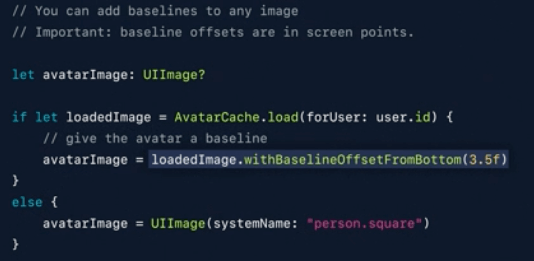 // You can add baselines to any image
// Important: baseline offsets are in screen points.
let avatarImage: UIImage?
if let loadedImage = AvatarCache.load(forUser: user.id) {
// give the avatar a baseline
avatarImage = loadedImage.withBaselineOffsetFromBottom(3.5f)
}
else {
avatarImage = UIImage(systemName: "person.square")
}